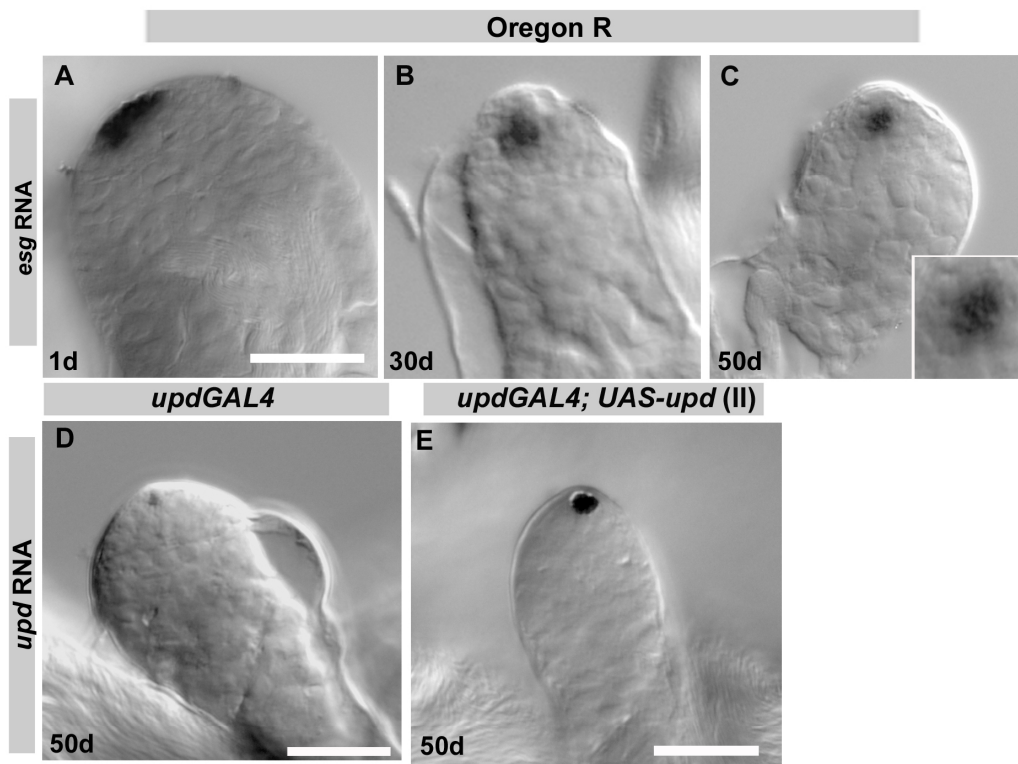 Oregon R
esg RNA
A
1d
B
30d
C
50d
updGAL4
updGAL4; UAS-upd (II)
upd RNA
D
50d
E
50d